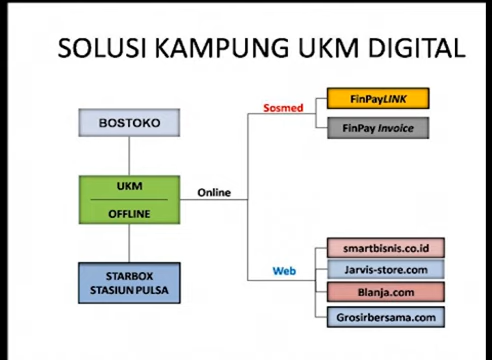 SOLUSI KAMPUNG UKM DIGITAL
BOSTOKO
UKM
OFFLINE
STARBOX
STASIUN PULSA
Online
Sosmed
FinPayLINK
FinPay Invoice
Web
smartbisnis.co.id
Jarvis-store.com
Blanja.com
Grosirbersama.com